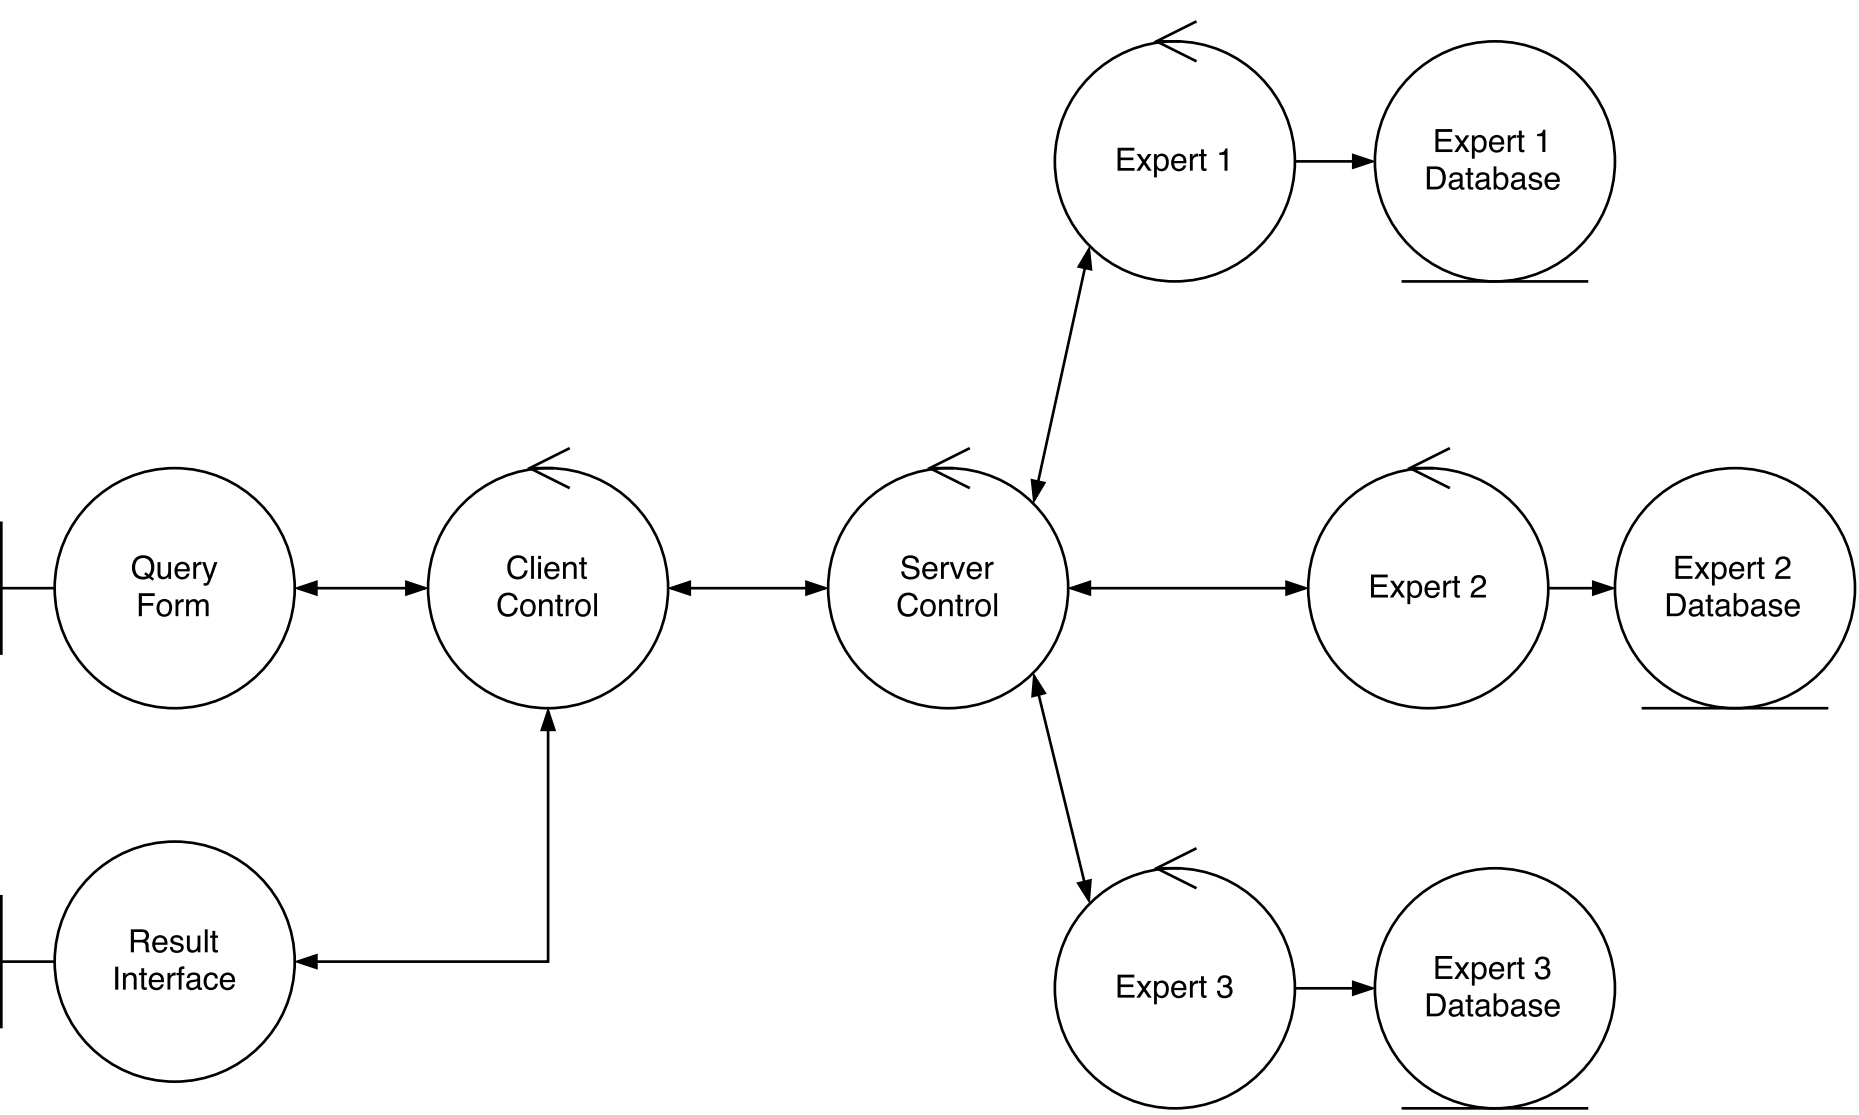 Expert 1
Expert 1
Database
Query
Form
Client
Control
Server
Control
Expert 2
Expert 2
Database
Result
Interface
Expert 3
Expert 3
Database